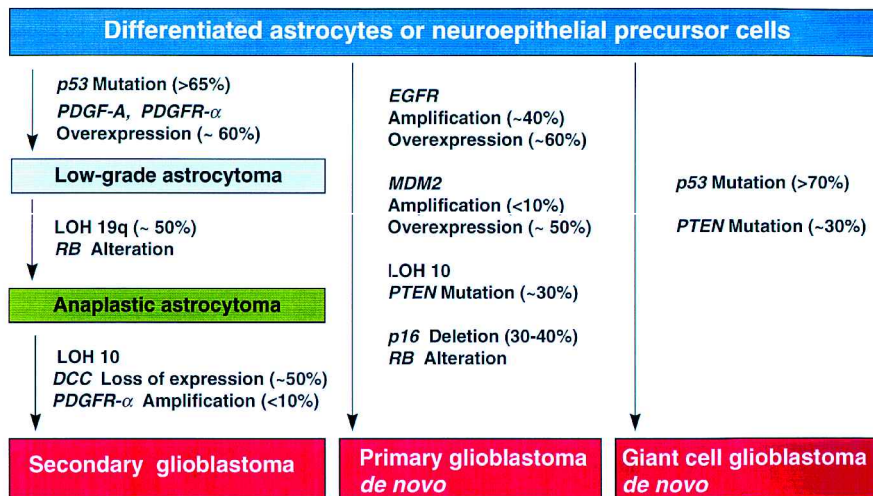 Differentiated astrocytes or neuroepithelial precursor cells
p53 Mutation (>65%)
PDGF-A, PDGFR-α
Overexpression (~ 60%)
Low-grade astrocytoma
LOH 19q (~ 50%)
RB Alteration
Anaplastic astrocytoma
LOH 10
DCC Loss of expression (~50%)
PDGFR-α Amplification (<10%)
Secondary glioblastoma
EGFR
Amplification (~40%)
Overexpression (~60%)
MDM2
Amplification (<10%)
Overexpression (~ 50%)
LOH 10
PTEN Mutation (~30%)
p16 Deletion (30-40%)
RB Alteration
Primary glioblastoma
de novo
p53 Mutation (>70%)
PTEN Mutation (~30%)
Giant cell glioblastoma
de novo